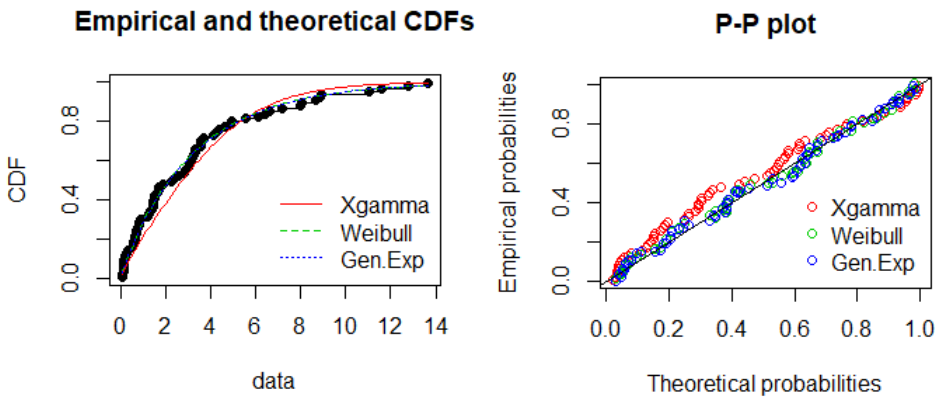 Empirical and theoretical CDFs
CDF
0.0
0.4
0.8
Xgamma
Weibull
Gen.Exp
0 2 4 6 8 10 12 14
data
P-P plot
Empirical probabilities
0.0
0.4
0.8
Xgamma
Weibull
Gen.Exp
0.0 0.2 0.4 0.6 0.8 1.0
Theoretical probabilities